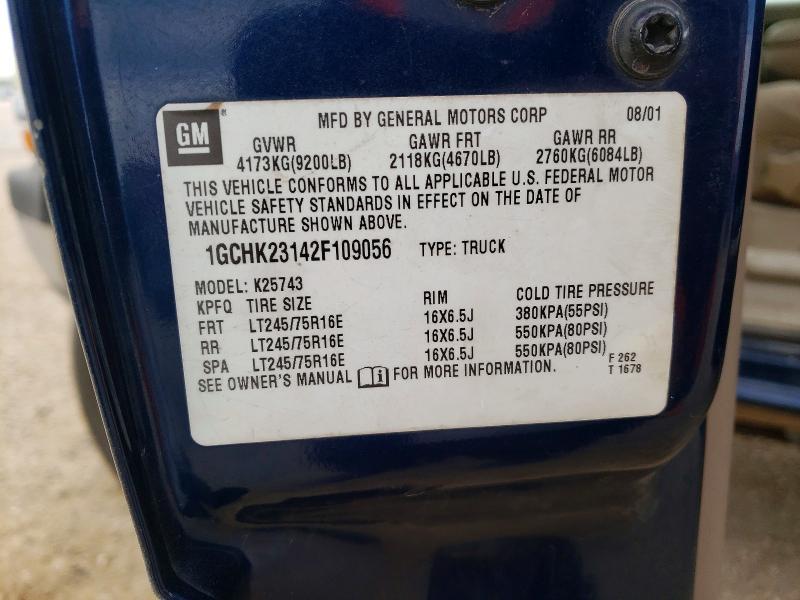 GM
MFD BY GENERAL MOTORS CORP 08/01
GVWR GAWR FRT GAWR RR
4173KG(9200LB) 2118KG(4670LB) 2760KG(6084LB)
THIS VEHICLE CONFORMS TO ALL APPLICABLE U.S. FEDERAL MOTOR
VEHICLE SAFETY STANDARDS IN EFFECT ON THE DATE OF
MANUFACTURE SHOWN ABOVE.
1GCHK23142F109056 TYPE: TRUCK
MODEL: K25743
KPFQ TIRE SIZE RIM COLD TIRE PRESSURE
FRT LT245/75R16E 16X6.5J 380KPA(55PSI)
RR LT245/75R16E 16X6.5J 550KPA(80PSI)
SPA LT245/75R16E 16X6.5J 550KPA(80PSI)
SEE OWNER'S MANUAL FOR MORE INFORMATION.
F 262
T 1678